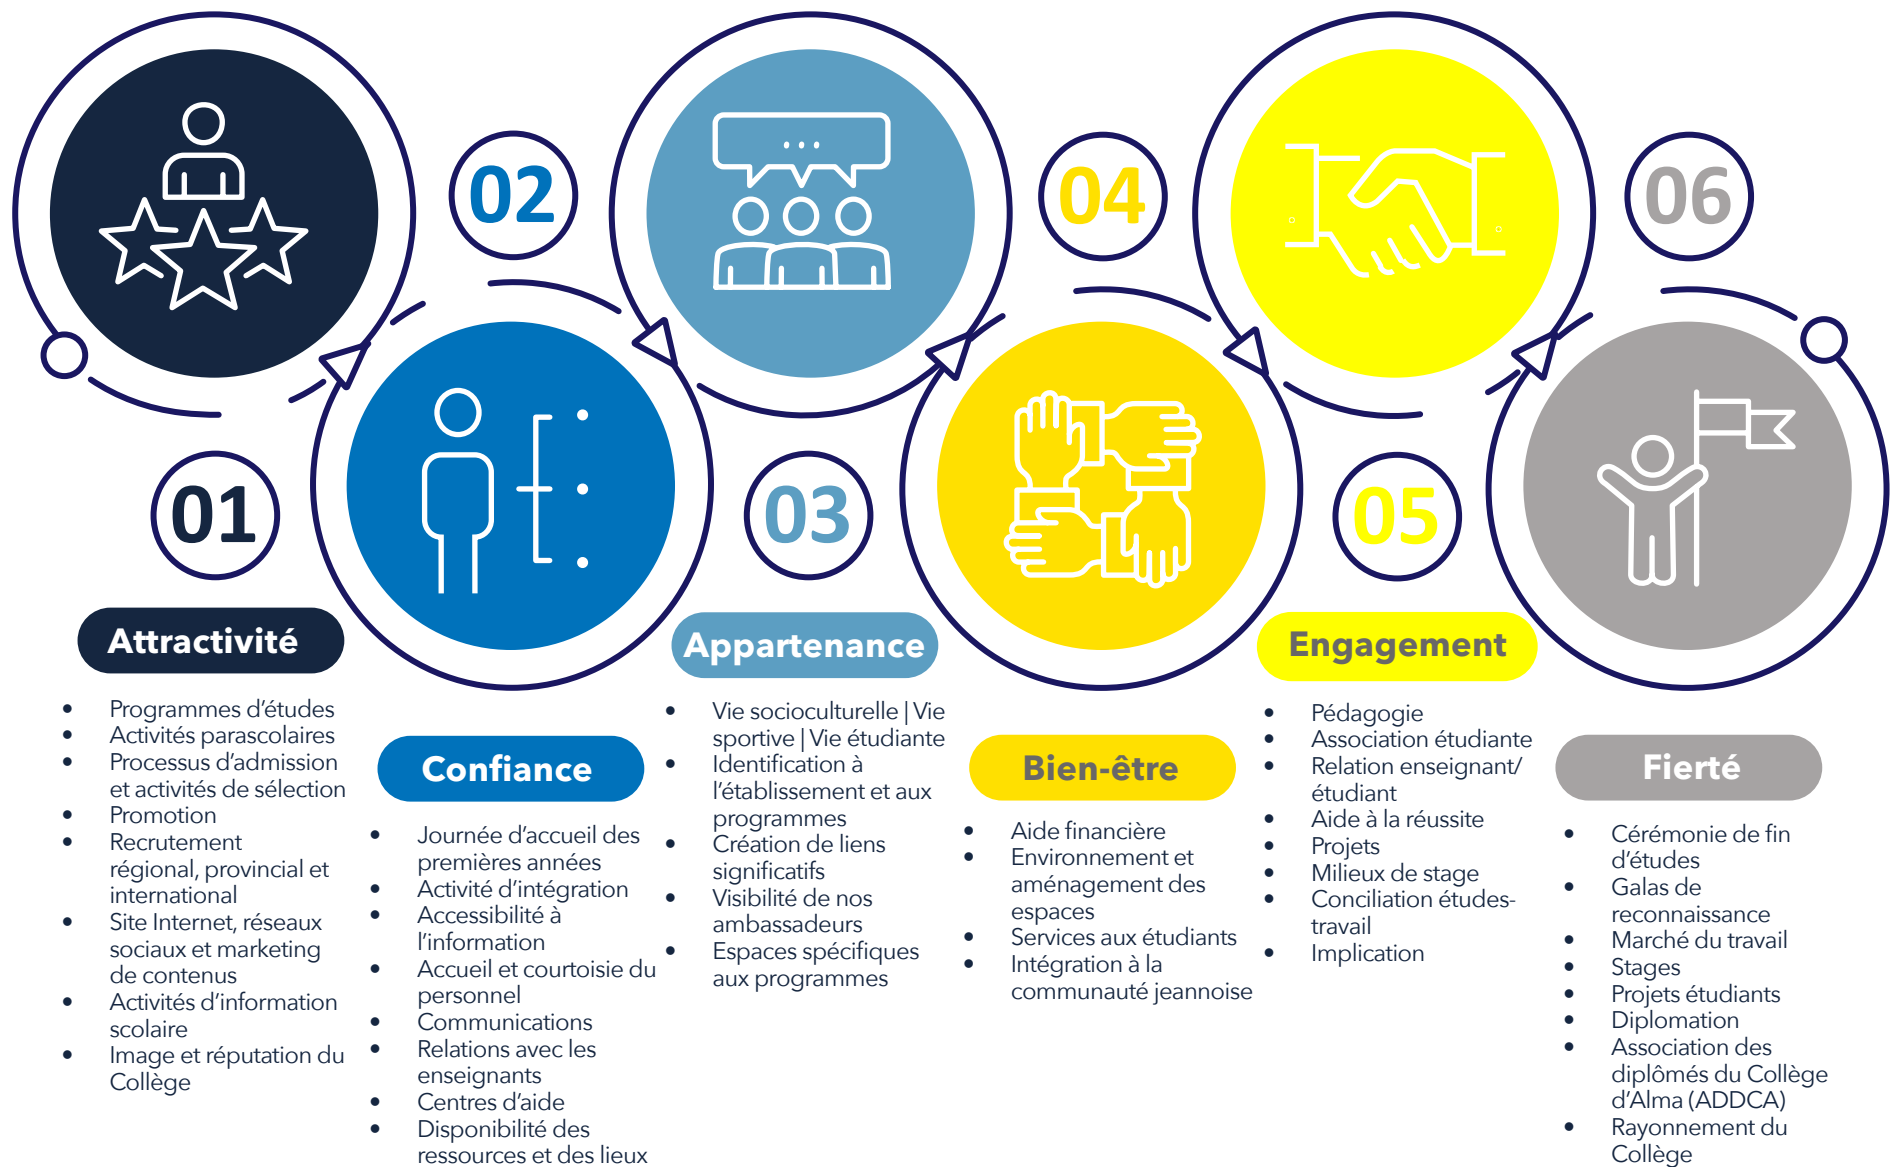 01
Attractivité
• Programmes d'études
• Activités parascolaires
• Processus d'admission
et activités de sélection
• Promotion
• Recrutement
régional, provincial et
international
• Site Internet, réseaux
sociaux et marketing
de contenus
• Activités d'information
scolaire
• Image et réputation du
Collège
02
Confiance
• Journée d'accueil des
premières années
• Activité d'intégration
• Accessibilité à
l'information
• Accueil et courtoisie du
personnel
• Communications
• Relations avec les
enseignants
• Centres d'aide
• Disponibilité des
ressources et des lieux
03
Appartenance
• Vie socioculturelle | Vie
sportive | Vie étudiante
• Identification à
l'établissement et aux
programmes
• Création de liens
significatifs
• Visibilité de nos
ambassadeurs
• Espaces spécifiques
aux programmes
04
Bien-être
• Aide financière
• Environnement et
aménagement des
espaces
• Services aux étudiants
• Intégration à la
communauté jeannoise
05
Engagement
• Pédagogie
• Association étudiante
• Relation enseignant/
étudiant
• Aide à la réussite
• Projets
• Milieux de stage
• Conciliation études-
travail
• Implication
06
Fierté
• Cérémonie de fin
d'études
• Galas de
reconnaissance
• Marché du travail
• Stages
• Projets étudiants
• Diplomation
• Association des
diplômés du Collège
d'Alma (ADDCA)
• Rayonnement du
Collège